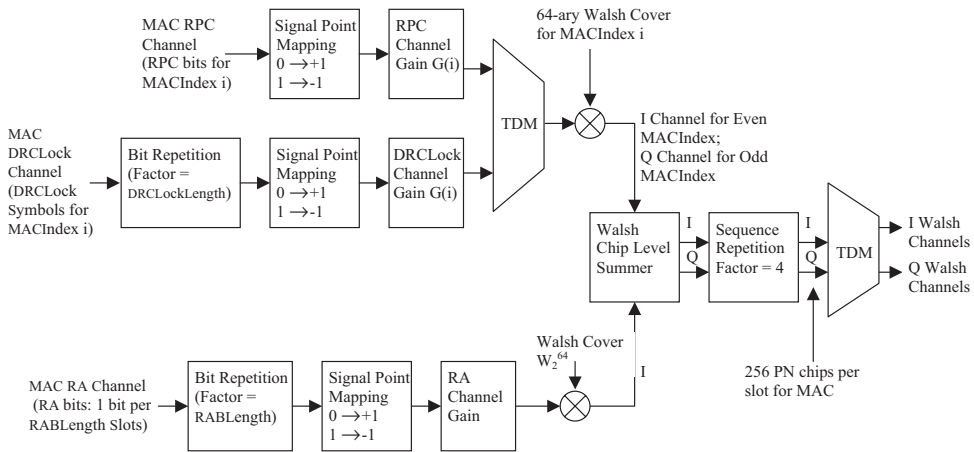 MAC RPC
Channel
(RPC bits for
MACIndex i)
Signal Point
Mapping
0 →+1
1 →-1
RPC
Channel
Gain G(i)
64-ary Walsh Cover
for MACIndex i
TDM
I Channel for Even
MACIndex;
Q Channel for Odd
MACIndex
MAC
DRCLock
Channel
(DRCLock
Symbols for
MACIndex i)
Bit Repetition
(Factor =
DRCLockLength)
Signal Point
Mapping
0 →+1
1 →-1
DRCLock
Channel
Gain G(i)
Walsh
Chip Level
Summer
I
Q
Sequence
Repetition
Factor = 4
I
Q
TDM
I Walsh
Channels
Q Walsh
Channels
256 PN chips per
slot for MAC
MAC RA Channel
(RA bits: 1 bit per
RABLength Slots)
Bit Repetition
(Factor =
RABLength)
Signal Point
Mapping
0 →+1
1 →-1
RA
Channel
Gain
Walsh Cover
W₂⁶⁴
I